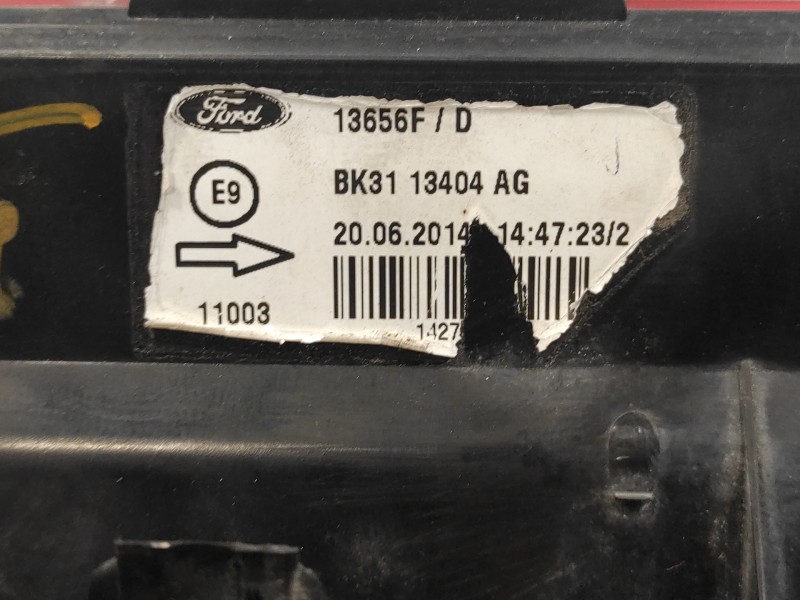 Ford
13656F / D
E9
BK31 13404 AG
20.06.2014 14:47:23/2
11003